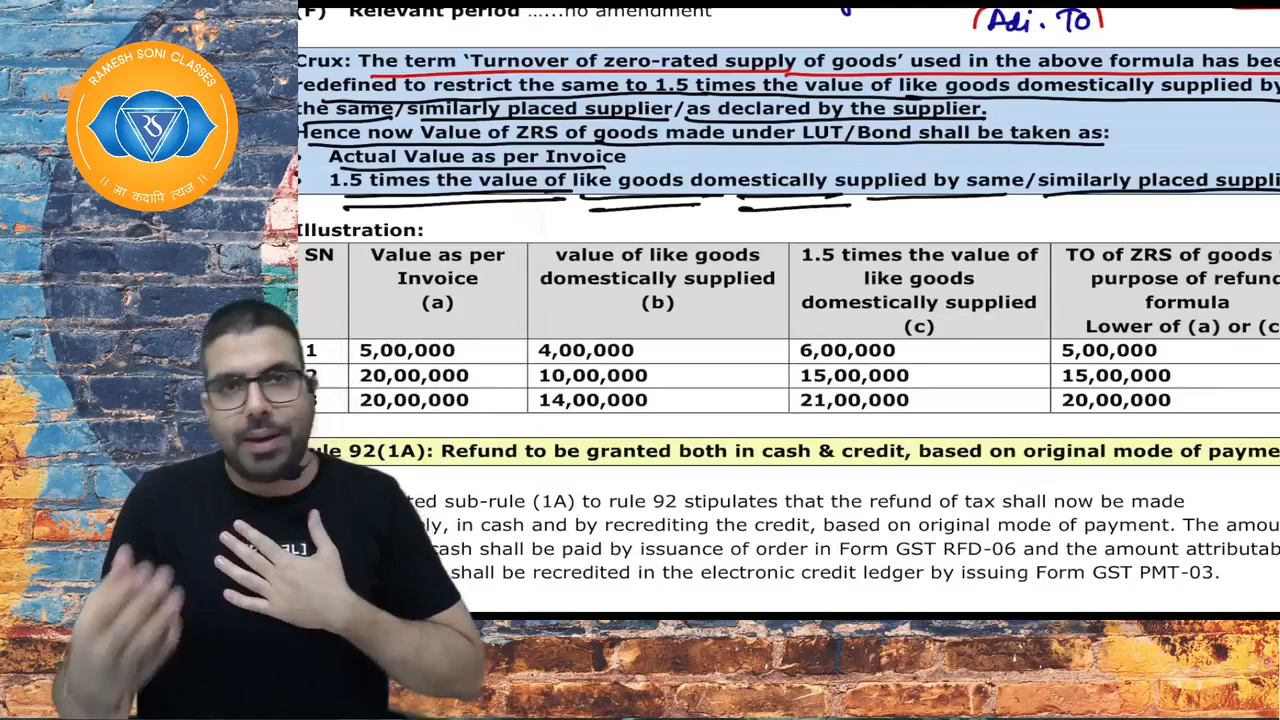 (F) Relevant period ......no amendment
Adj. TO
RAMESH SONI CLASSES
RS
।। मा कदापि त्यज ।।
Crux: The term ‘Turnover of zero-rated supply of goods’ used in the above formula has bee
redefined to restrict the same to 1.5 times the value of like goods domestically supplied by
the same/similarly placed supplier/as declared by the supplier.
Hence now Value of ZRS of goods made under LUT/Bond shall be taken as:
Actual Value as per Invoice
• 1.5 times the value of like goods domestically supplied by same/similarly placed suppli
Illustration:
SN Value as per Invoice (a) value of like goods domestically supplied (b) 1.5 times the value of like goods domestically supplied (c) TO of ZRS of goods purpose of refund formula Lower of (a) or (c
1 5,00,000 4,00,000 6,00,000 5,00,000
2 20,00,000 10,00,000 15,00,000 15,00,000
20,00,000 14,00,000 21,00,000 20,00,000
ule 92(1A): Refund to be granted both in cash & credit, based on original mode of payme
ted sub-rule (1A) to rule 92 stipulates that the refund of tax shall now be made
ly, in cash and by recrediting the credit, based on original mode of payment. The amou
cash shall be paid by issuance of order in Form GST RFD-06 and the amount attributab
shall be recredited in the electronic credit ledger by issuing Form GST PMT-03.